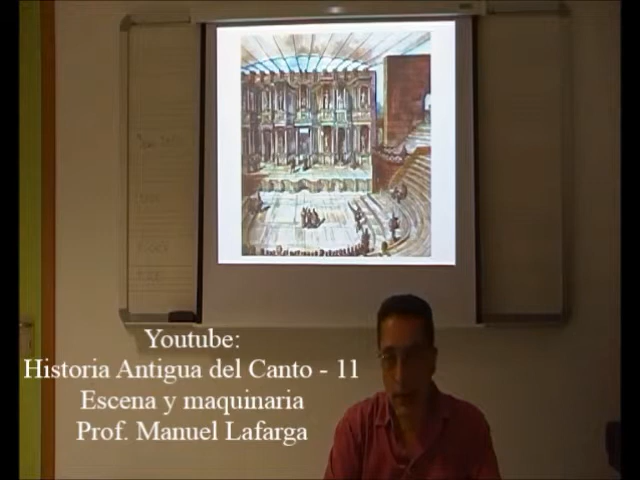 Youtube:
Historia Antigua del Canto - 11
Escena y maquinaria
Prof. Manuel Lafarga